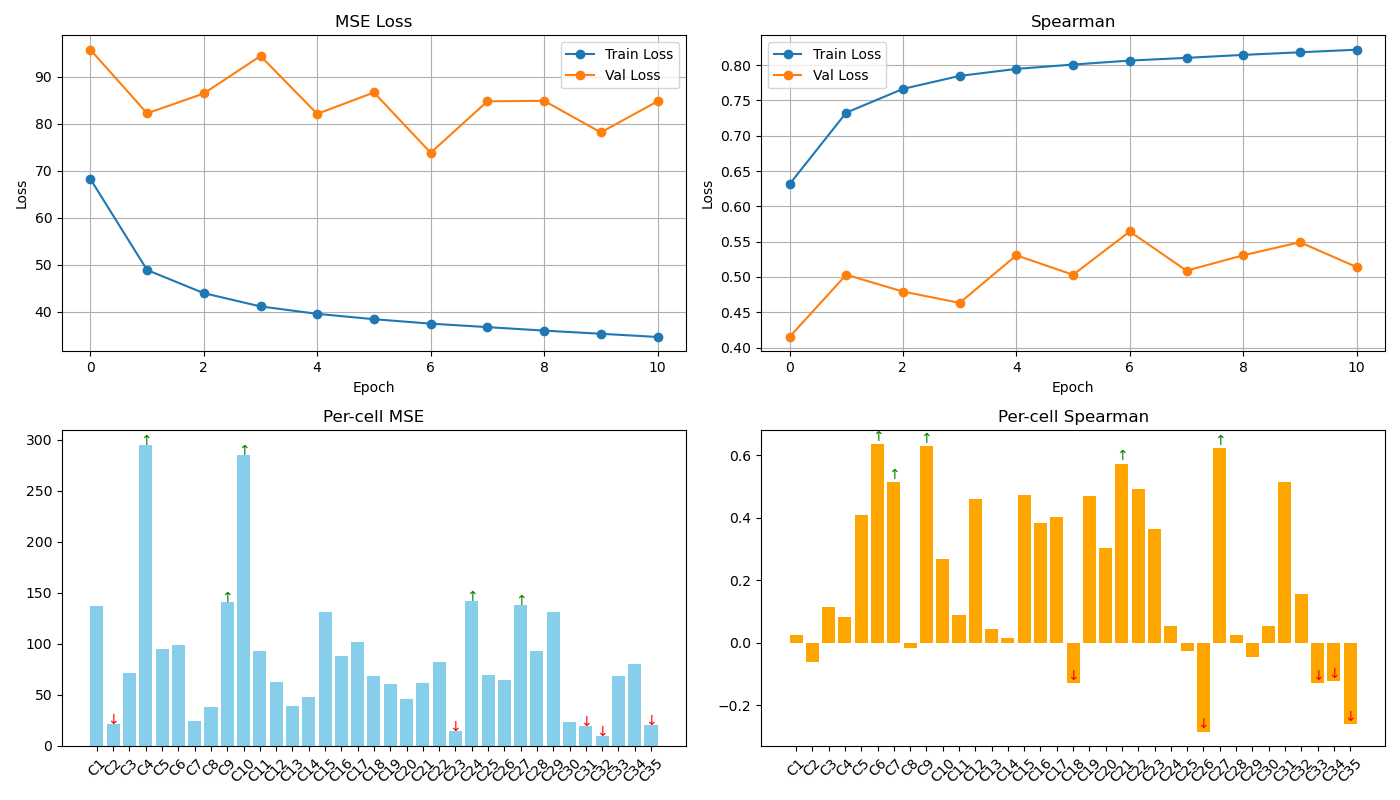 MSE Loss
Loss
90
80
70
60
50
40
Train Loss
Val Loss
0 2 4 6 8 10
Epoch
Spearman
Loss
0.80
0.75
0.70
0.65
0.60
0.55
0.50
0.45
0.40
Train Loss
Val Loss
0 2 4 6 8 10
Epoch
Per-cell MSE
300
250
200
150
100
50
0
↑ ↑ ↑ ↑ ↑
↓ ↓ ↓ ↓ ↓
C1 C2 C3 C4 C5 C6 C7 C8 C9 C10 C11 C12 C13 C14 C15 C16 C17 C18 C19 C20 C21 C22 C23 C24 C25 C26 C27 C28 C29 C30 C31 C32 C33 C34 C35
Per-cell Spearman
0.6
0.4
0.2
0.0
−0.2
↑ ↑ ↑ ↑ ↑
↓ ↓ ↓ ↓ ↓
C1 C2 C3 C4 C5 C6 C7 C8 C9 C10 C11 C12 C13 C14 C15 C16 C17 C18 C19 C20 C21 C22 C23 C24 C25 C26 C27 C28 C29 C30 C31 C32 C33 C34 C35